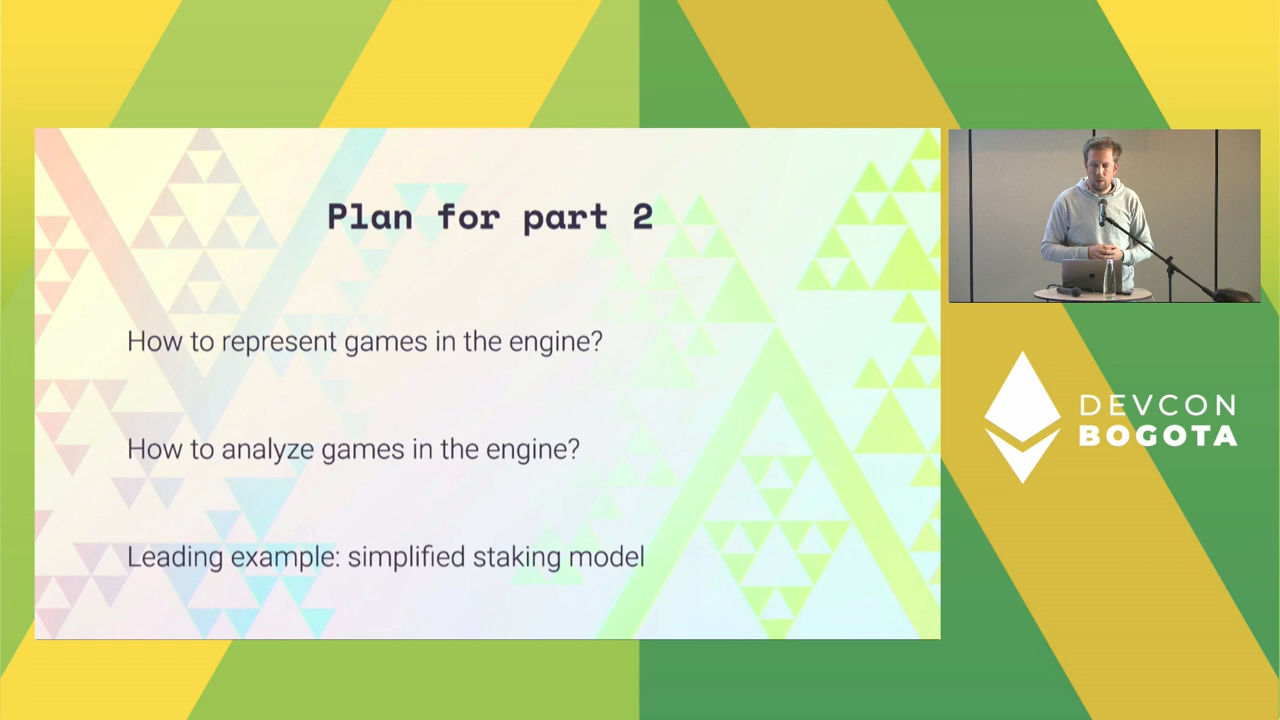 Plan for part 2
How to represent games in the engine?
How to analyze games in the engine?
Leading example: simplified staking model
DEVCON
BOGOTA